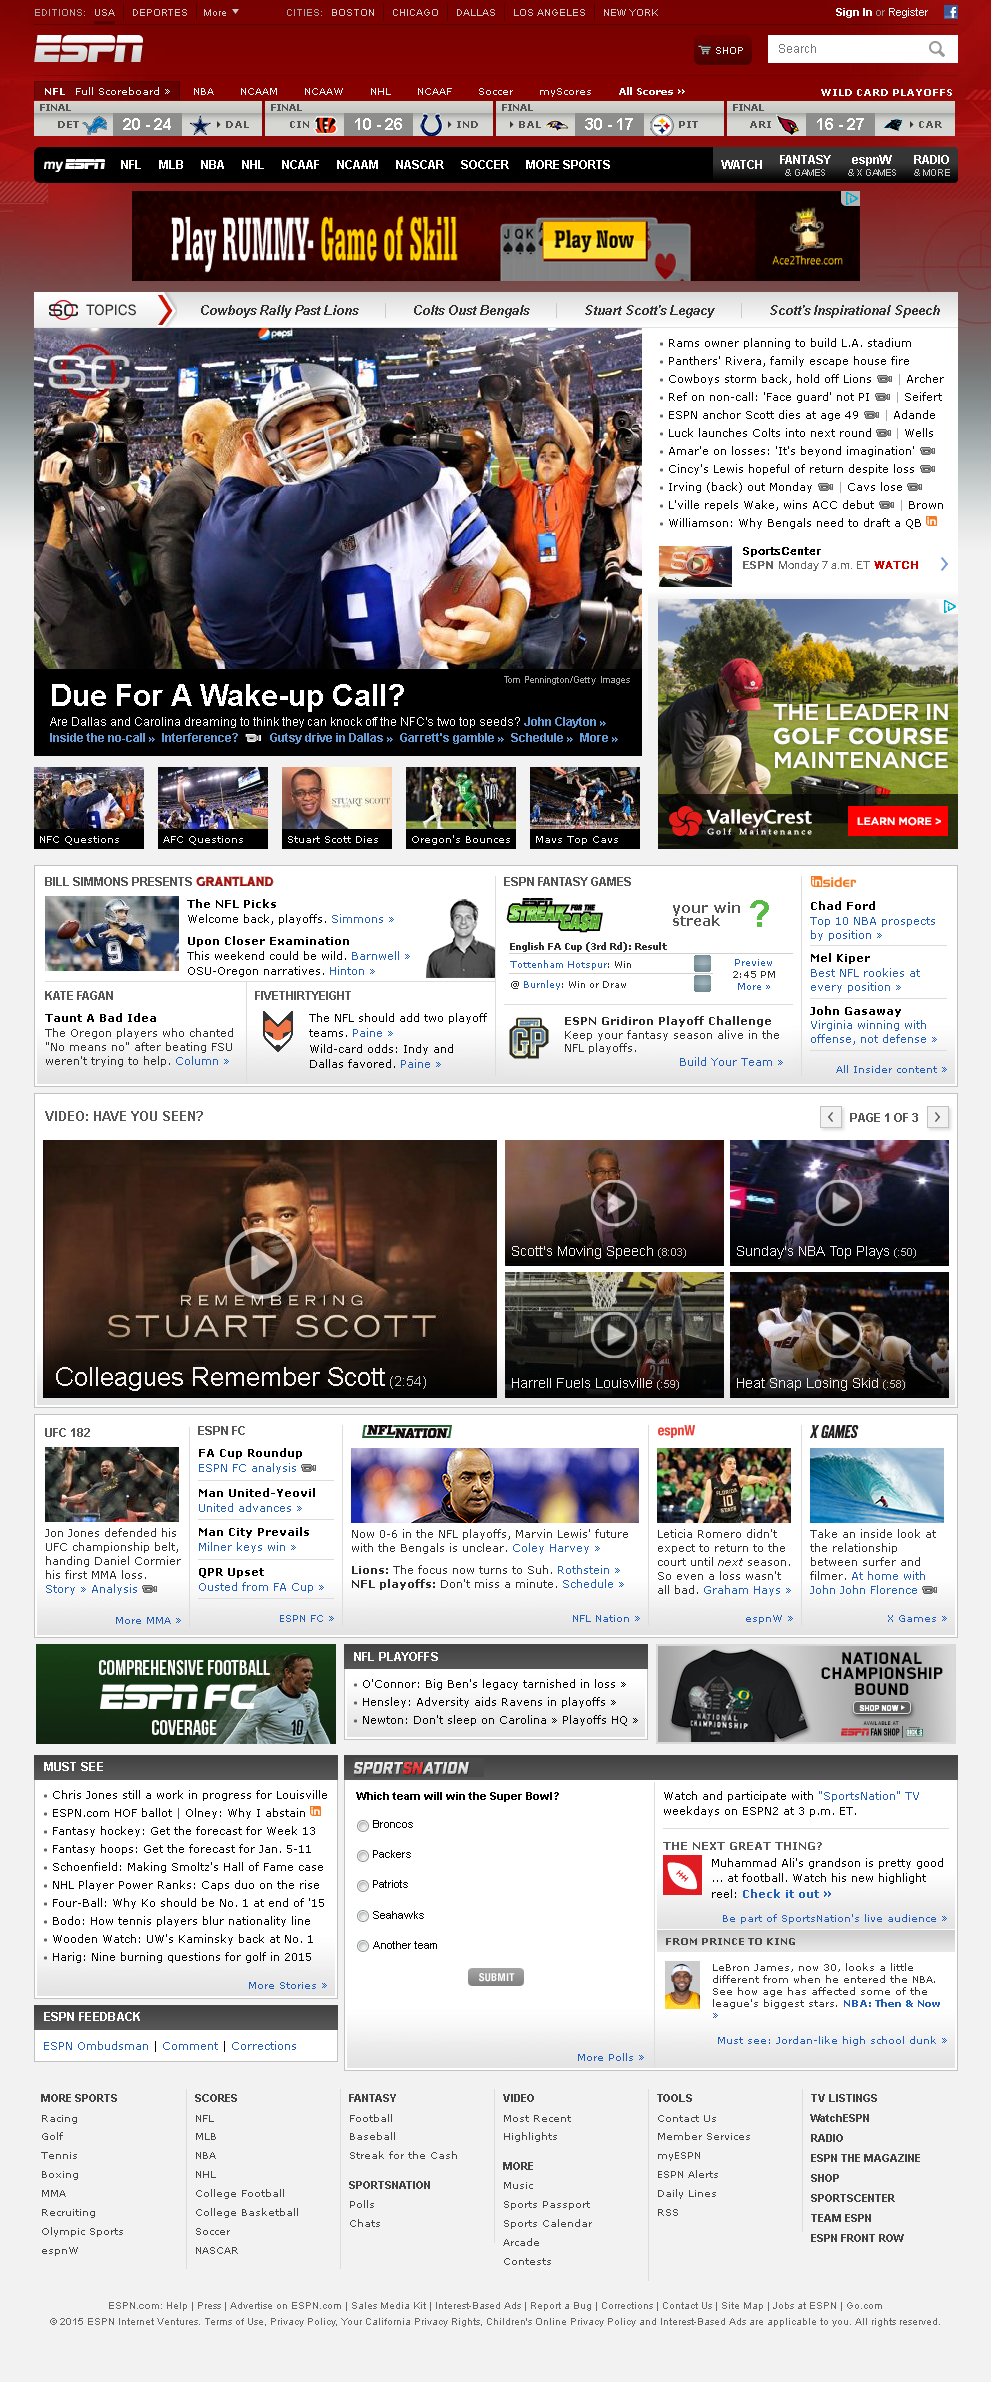 EDITIONS: USA DEPORTES More CITIES: BOSTON CHICAGO DALLAS LOS ANGELES NEW YORK Sign In or Register
ESPN
SHOP
Search
NFL Full Scoreboard » NBA NCAAM NCAAW NHL NCAAF Soccer myScores All Scores » WILD CARD PLAYOFFS
FINAL FINAL FINAL FINAL
DET 20 - 24 DAL CIN 10 - 26 IND BAL 30 - 17 PIT ARI 16 - 27 CAR
myESPN NFL MLB NBA NHL NCAAF NCAAM NASCAR SOCCER MORE SPORTS WATCH FANTASY & GAMES espnW & X GAMES RADIO & MORE
Play RUMMY- Game of Skill
JQK
Play Now
Ace2Three.com
SC TOPICS Cowboys Rally Past Lions Colts Oust Bengals Stuart Scott's Legacy Scott's Inspirational Speech
pepsi
SC
9
Tom Pennington/Getty Images
Due For A Wake-up Call?
Are Dallas and Carolina dreaming to think they can knock off the NFC's two top seeds? John Clayton »
Inside the no-call » Interference? Gutsy drive in Dallas » Garrett's gamble » Schedule » More »
Rams owner planning to build L.A. stadium
Panthers' Rivera, family escape house fire
Cowboys storm back, hold off Lions | Archer
Ref on non-call: 'Face guard' not PI | Seifert
ESPN anchor Scott dies at age 49 | Adande
Luck launches Colts into next round | Wells
Amar'e on losses: 'It's beyond imagination'
Cincy's Lewis hopeful of return despite loss
Irving (back) out Monday | Cavs lose
L'ville repels Wake, wins ACC debut | Brown
Williamson: Why Bengals need to draft a QB in
SportsCenter
ESPN Monday 7 a.m. ET WATCH
THE LEADER IN
GOLF COURSE
MAINTENANCE
ValleyCrest
Golf Maintenance
LEARN MORE >
STUART SCOTT
NFC Questions AFC Questions Stuart Scott Dies Oregon's Bounces Mavs Top Cavs
BILL SIMMONS PRESENTS GRANTLAND
The NFL Picks
Welcome back, playoffs. Simmons »
Upon Closer Examination
This weekend could be wild. Barnwell »
OSU-Oregon narratives. Hinton »
KATE FAGAN
Taunt A Bad Idea
The Oregon players who chanted
"No means no" after beating FSU
weren't trying to help. Column »
FIVETHIRTYEIGHT
The NFL should add two playoff
teams. Paine »
Wild-card odds: Indy and
Dallas favored. Paine »
ESPN FANTASY GAMES
ESPN STREAK FOR THE CASH
your win
streak ?
English FA Cup (3rd Rd): Result
Tottenham Hotspur: Win
@ Burnley: Win or Draw
Preview
2:45 PM
More »
GP
ESPN Gridiron Playoff Challenge
Keep your fantasy season alive in the
NFL playoffs.
Build Your Team »
insider
Chad Ford
Top 10 NBA prospects
by position »
Mel Kiper
Best NFL rookies at
every position »
John Gasaway
Virginia winning with
offense, not defense »
All Insider content »
VIDEO: HAVE YOU SEEN? PAGE 1 OF 3
REMEMBERING
STUART SCOTT
Colleagues Remember Scott (2:54)
Scott's Moving Speech (8:03)
Sunday's NBA Top Plays (:50)
Harrell Fuels Louisville (:59)
Heat Snap Losing Skid (:58)
UFC 182
Jon Jones defended his
UFC championship belt,
handing Daniel Cormier
his first MMA loss.
Story » Analysis
More MMA »
ESPN FC
FA Cup Roundup
ESPN FC analysis
Man United-Yeovil
United advances »
Man City Prevails
Milner keys win »
QPR Upset
Ousted from FA Cup »
ESPN FC »
NFLNATION
Now 0-6 in the NFL playoffs, Marvin Lewis' future
with the Bengals is unclear. Coley Harvey »
Lions: The focus now turns to Suh. Rothstein »
NFL playoffs: Don't miss a minute. Schedule »
NFL Nation »
espnW
FLORIDA STATE
10
Leticia Romero didn't
expect to return to the
court until next season.
So even a loss wasn't
all bad. Graham Hays »
espnW »
X GAMES
Take an inside look at
the relationship
between surfer and
filmer. At home with
John John Florence
X Games »
COMPREHENSIVE FOOTBALL
ESPN FC
COVERAGE
10
NFL PLAYOFFS
O'Connor: Big Ben's legacy tarnished in loss »
Hensley: Adversity aids Ravens in playoffs »
Newton: Don't sleep on Carolina » Playoffs HQ »
NATIONAL
CHAMPIONSHIP
NATIONAL
CHAMPIONSHIP
BOUND
SHOP NOW
AVAILABLE AT
ESPN FAN SHOP
MUST SEE
Chris Jones still a work in progress for Louisville
ESPN.com HOF ballot | Olney: Why I abstain in
Fantasy hockey: Get the forecast for Week 13
Fantasy hoops: Get the forecast for Jan. 5-11
Schoenfield: Making Smoltz's Hall of Fame case
NHL Player Power Ranks: Caps duo on the rise
Four-Ball: Why Ko should be No. 1 at end of '15
Bodo: How tennis players blur nationality line
Wooden Watch: UW's Kaminsky back at No. 1
Harig: Nine burning questions for golf in 2015
More Stories »
ESPN FEEDBACK
ESPN Ombudsman | Comment | Corrections
SPORTSNATION
Which team will win the Super Bowl?
Broncos
Packers
Patriots
Seahawks
Another team
SUBMIT
More Polls »
Watch and participate with "SportsNation" TV
weekdays on ESPN2 at 3 p.m. ET.
THE NEXT GREAT THING?
Muhammad Ali's grandson is pretty good
... at football. Watch his new highlight
reel: Check it out »
Be part of SportsNation's live audience »
FROM PRINCE TO KING
LeBron James, now 30, looks a little
different from when he entered the NBA.
See how age has affected some of the
league's biggest stars. NBA: Then & Now
»
Must see: Jordan-like high school dunk »
MORE SPORTS
Racing
Golf
Tennis
Boxing
MMA
Recruiting
Olympic Sports
espnW
SCORES
NFL
MLB
NBA
NHL
College Football
College Basketball
Soccer
NASCAR
FANTASY
Football
Baseball
Streak for the Cash
SPORTSNATION
Polls
Chats
VIDEO
Most Recent
Highlights
MORE
Music
Sports Passport
Sports Calendar
Arcade
Contests
TOOLS
Contact Us
Member Services
myESPN
ESPN Alerts
Daily Lines
RSS
TV LISTINGS
WatchESPN
RADIO
ESPN THE MAGAZINE
SHOP
SPORTSCENTER
TEAM ESPN
ESPN FRONT ROW
ESPN.com: Help | Press | Advertise on ESPN.com | Sales Media Kit | Interest-Based Ads | Report a Bug | Corrections | Contact Us | Site Map | Jobs at ESPN | Go.com
© 2015 ESPN Internet Ventures. Terms of Use, Privacy Policy, Your California Privacy Rights, Children's Online Privacy Policy and Interest-Based Ads are applicable to you. All rights reserved.